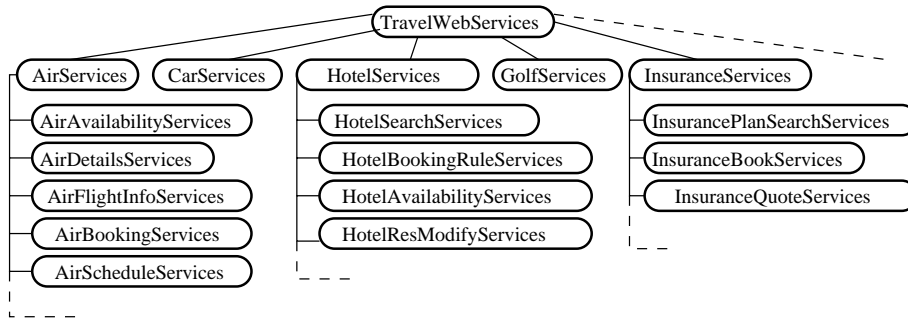 TravelWebServices
AirServices
CarServices
HotelServices
GolfServices
InsuranceServices
AirAvailabilityServices
AirDetailsServices
AirFlightInfoServices
AirBookingServices
AirScheduleServices
HotelSearchServices
HotelBookingRuleServices
HotelAvailabilityServices
HotelResModifyServices
InsurancePlanSearchServices
InsuranceBookServices
InsuranceQuoteServices